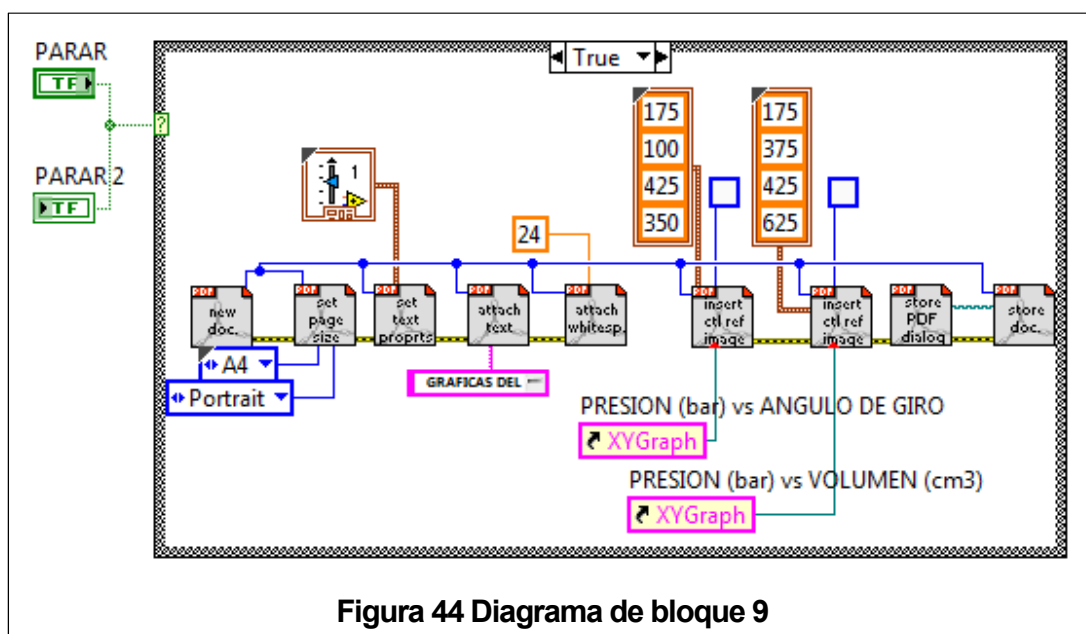 PARAR
TF
PARAR 2
TF
?
True
1
24
175
100
425
350
175
375
425
625
PDF
new doc.
PDF
set page size
PDF
set text proprts
PDF
attach text
PDF
attach whitesp.
PDF
insert ctl ref image
PDF
insert ctl ref image
PDF
store PDF dialog
PDF
store doc.
A4
Portrait
GRAFICAS DEL
PRESION (bar) vs ANGULO DE GIRO
XYGraph
PRESION (bar) vs VOLUMEN (cm3)
XYGraph
Figura 44 Diagrama de bloque 9